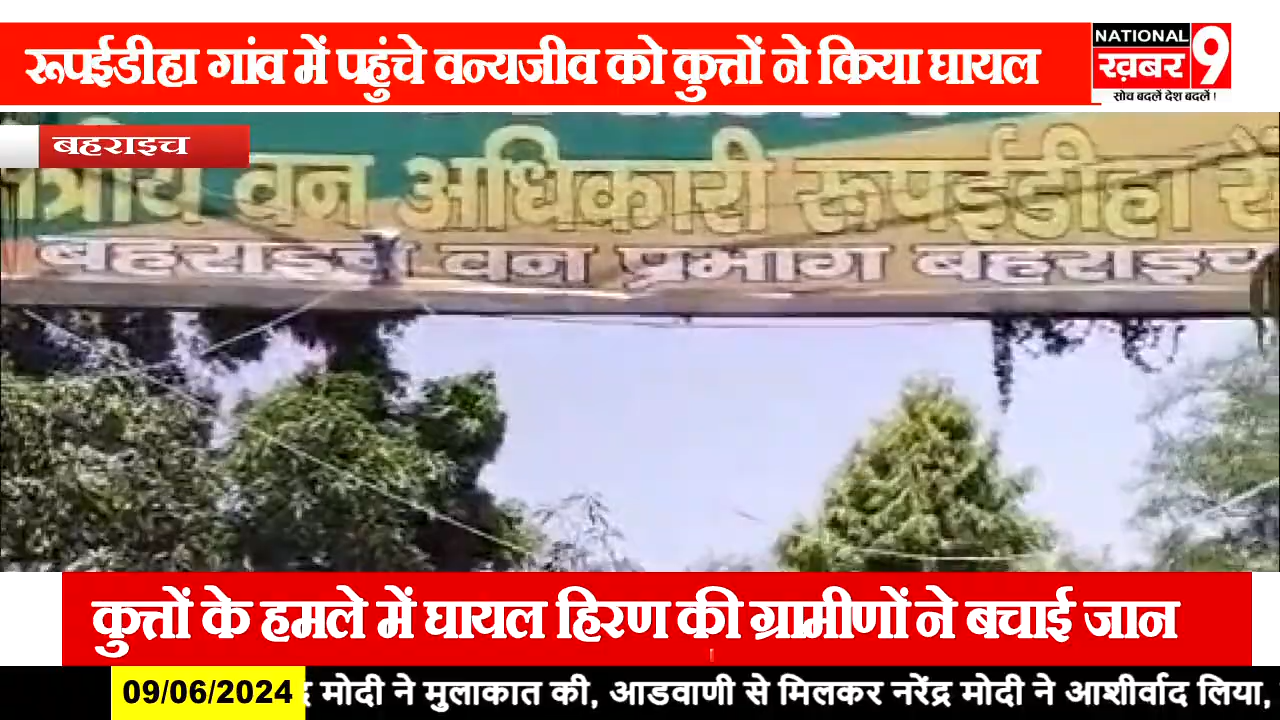 रूपईडीहा गांव में पहुंचे वन्यजीव को कुत्तों ने किया घायल
NATIONAL
ख़बर 9
सोच बदलें देश बदलें !
बहराइच
वन अधिकारी रूपईडीहा
बहराइच वन प्रभाग बहराइच
कुत्तों के हमले में घायल हिरण की ग्रामीणों ने बचाई जान
09/06/2024
मोदी ने मुलाकात की, आडवाणी से मिलकर नरेंद्र मोदी ने आशीर्वाद लिया,